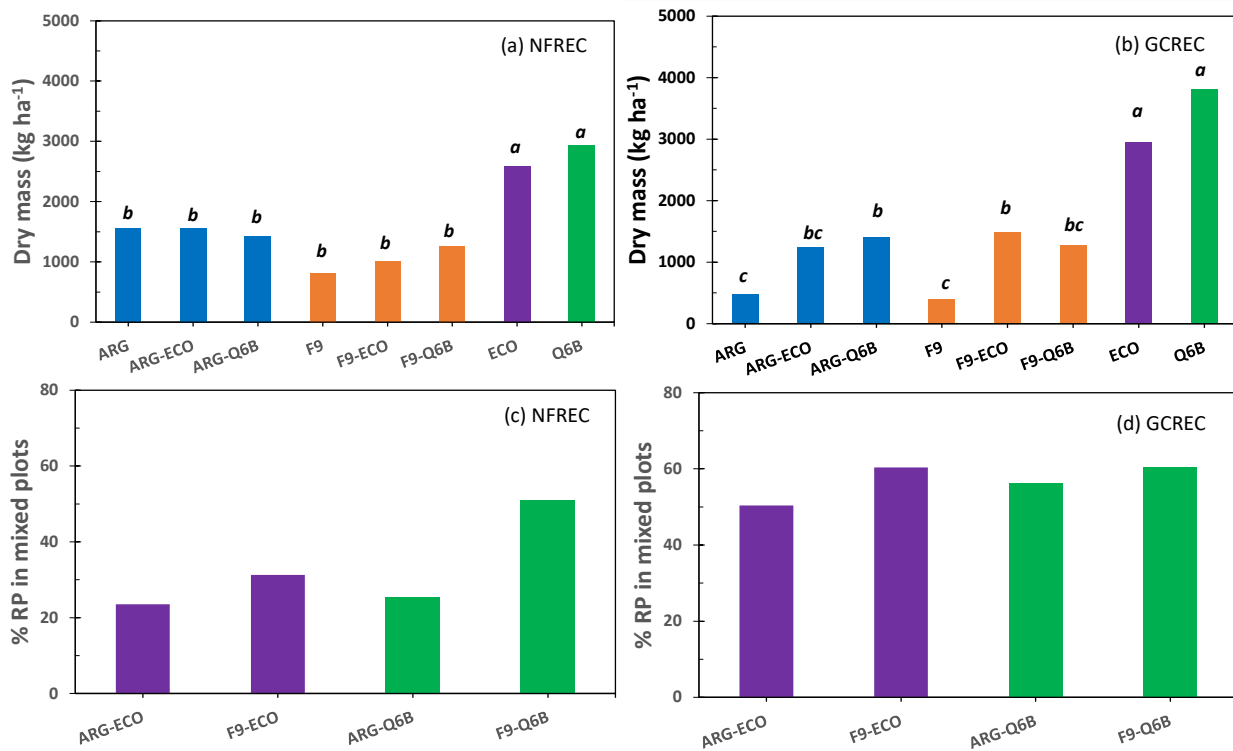 (a) NFREC
Dry mass (kg ha⁻¹)
5000
4000
3000
2000
1000
0
b
b
b
b
b
b
a
a
ARG
ARG-ECO
ARG-Q6B
F9
F9-ECO
F9-Q6B
ECO
Q6B
(b) GCREC
Dry mass (kg ha⁻¹)
5000
4000
3000
2000
1000
0
c
bc
b
c
b
bc
a
a
ARG
ARG-ECO
ARG-Q6B
F9
F9-ECO
F9-Q6B
ECO
Q6B
(c) NFREC
% RP in mixed plots
80
60
40
20
0
ARG-ECO
F9-ECO
ARG-Q6B
F9-Q6B
(d) GCREC
% RP in mixed plots
80
60
40
20
0
ARG-ECO
F9-ECO
ARG-Q6B
F9-Q6B